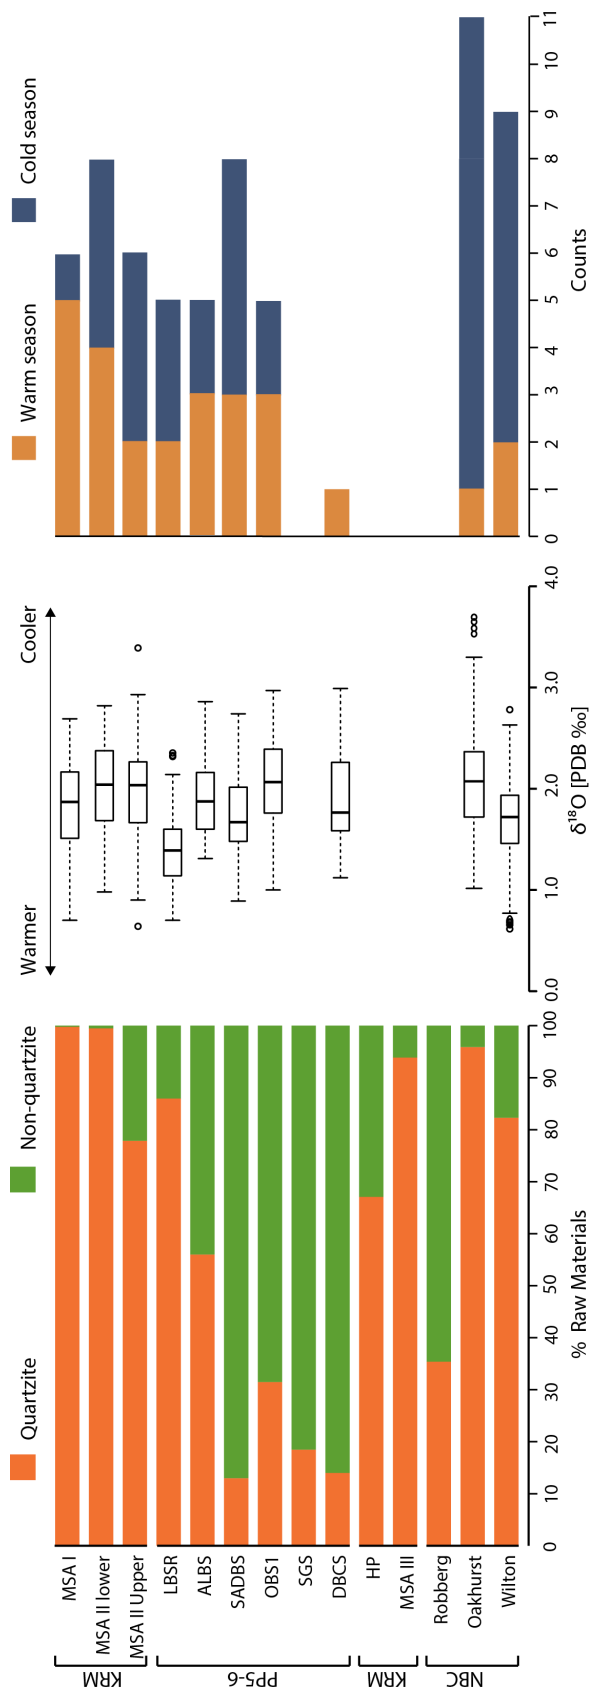 Quartzite
Non-quartzite
Warmer
Cooler
Warm season
Cold season
KRM
MSA I
MSA II lower
MSA II Upper
PP5-6
LBSR
ALBS
SADBS
OBS1
SGS
DBCS
KRM
HP
MSA III
NBC
Robberg
Oakhurst
Wilton
0 10 20 30 40 50 60 70 80 90 100
% Raw Materials
0.0 1.0 2.0 3.0 4.0
δ¹⁸O [PDB ‰]
0 1 2 3 4 5 6 7 8 9 10 11
Counts